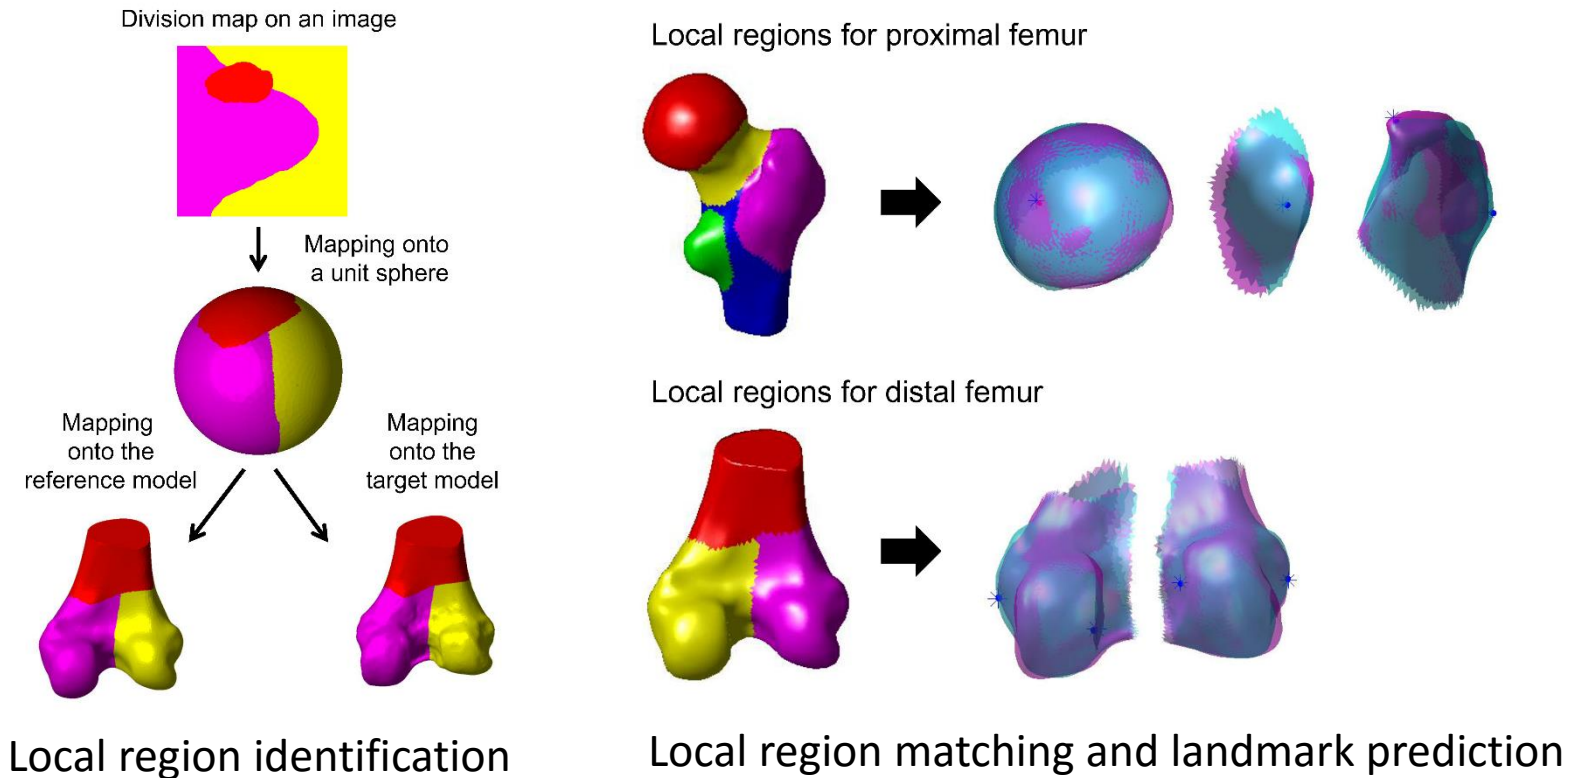 Division map on an image
Mapping onto
a unit sphere
Mapping
onto the
reference model
Mapping
onto the
target model
Local region identification
Local regions for proximal femur
Local regions for distal femur
Local region matching and landmark prediction